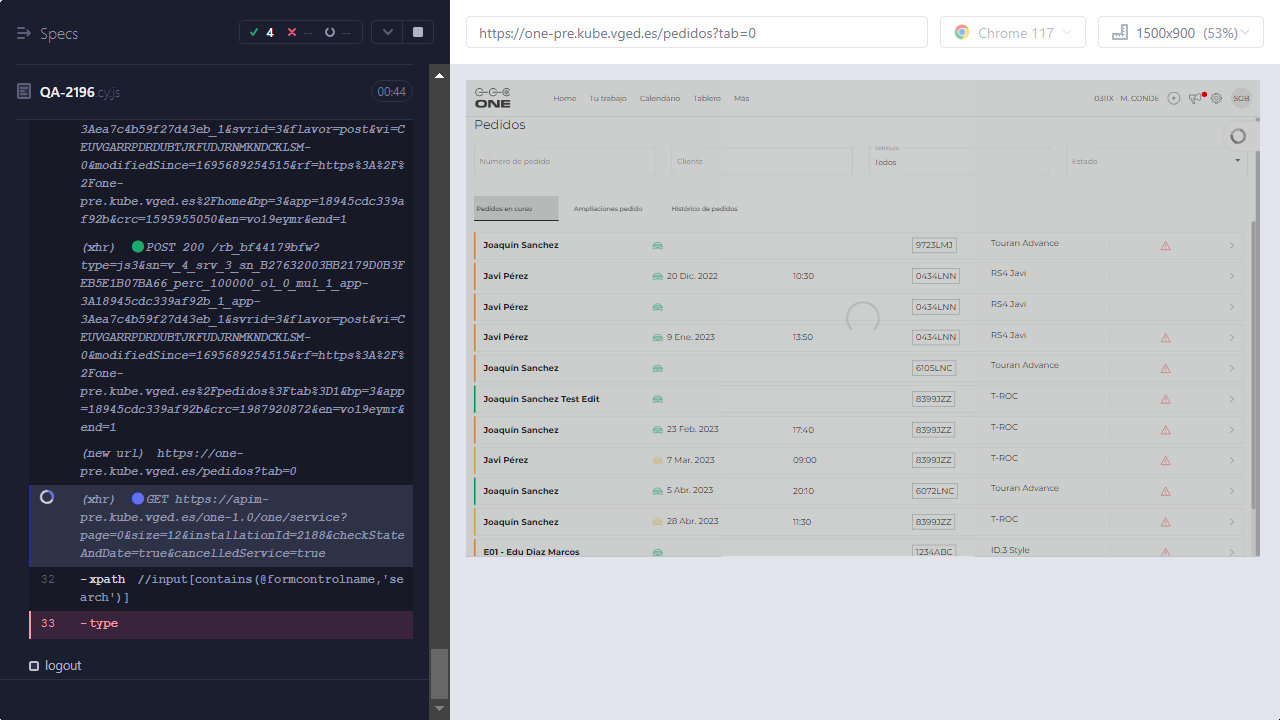 Specs
4
--
--
https://one-pre.kube.vged.es/pedidos?tab=0
Chrome 117
1500x900 (53%)
QA-2196.cy.js
00:44
3Aea7c4b59f27d43eb_1&svrid=3&flavor=post&vi=C
EUVGARRPDRDUBTJKFUDJRNMKNDCKLSM-
0&modifiedSince=1695689254515&rf=https%3A%2F%
2Fone-
pre.kube.vged.es%2Fhome&bp=3&app=18945cdc339a
f92b&crc=1595955050&en=vo19eymr&end=1
(xhr) POST 200 /rb_bf44179bfw?
type=js3&sn=v_4_srv_3_sn_B27632003BB2179D0B3F
EB5E1B07BA66_perc_100000_ol_0_mul_1_app-
3A18945cdc339af92b_1_app-
3Aea7c4b59f27d43eb_1&svrid=3&flavor=post&vi=C
EUVGARRPDRDUBTJKFUDJRNMKNDCKLSM-
0&modifiedSince=1695689254515&rf=https%3A%2F%
2Fone-
pre.kube.vged.es%2Fpedidos%3Ftab%3D1&bp=3&app
=18945cdc339af92b&crc=1987920872&en=vo19eymr&
end=1
(new url) https://one-
pre.kube.vged.es/pedidos?tab=0
(xhr) GET https://apim-
pre.kube.vged.es/one-1.0/one/service?
page=0&size=12&installationId=2188&checkState
AndDate=true&cancelledService=true
32 -xpath //input[contains(@formcontrolname,'se
arch')]
33 -type
logout
ONE
Home
Tu trabajo
Calendario
Tablero
Más
0311X · M. CONDE
SGB
Pedidos
Número de pedido
Cliente
Vehículo
Todos
Estado
Pedidos en curso
Ampliaciones pedido
Histórico de pedidos
Joaquín Sanchez 9723LMJ Touran Advance
Javi Pérez 20 Dic. 2022 10:30 0434LNN RS4 Javi
Javi Pérez 0434LNN RS4 Javi
Javi Pérez 9 Ene. 2023 13:50 0434LNN RS4 Javi
Joaquín Sanchez 6105LNC Touran Advance
Joaquín Sanchez Test Edit 8399JZZ T-ROC
Joaquín Sanchez 23 Feb. 2023 17:40 8399JZZ T-ROC
Javi Pérez 7 Mar. 2023 09:00 8399JZZ T-ROC
Joaquín Sanchez 5 Abr. 2023 20:10 6072LNC Touran Advance
Joaquín Sanchez 28 Abr. 2023 11:30 8399JZZ T-ROC
E01 - Edu Diaz Marcos 1234ABC ID.3 Style